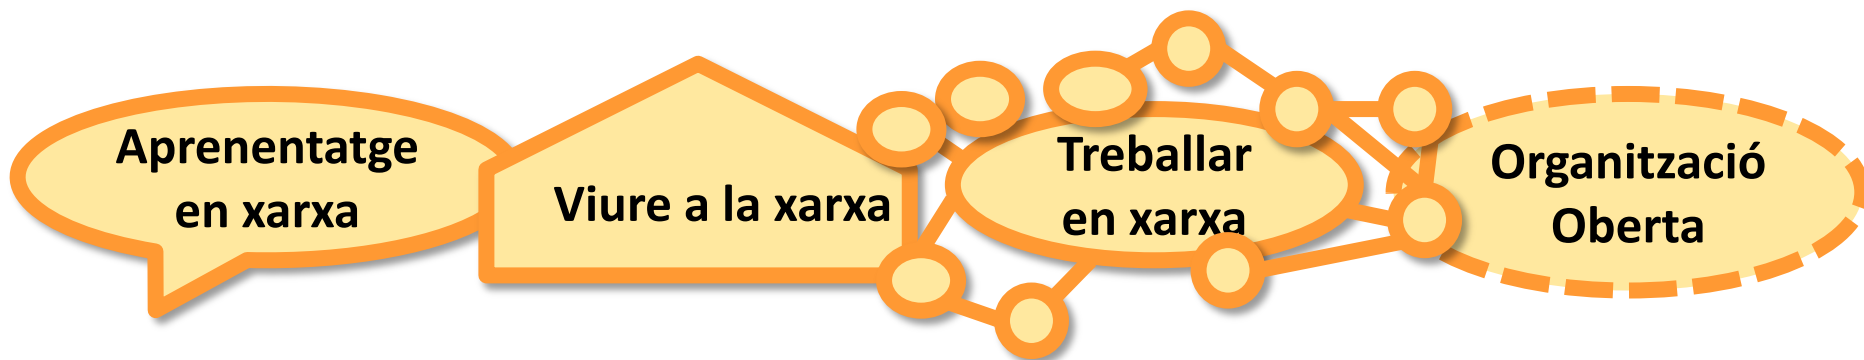 Aprenentatge
en xarxa
Viure a la xarxa
Treballar
en xarxa
Organització
Oberta